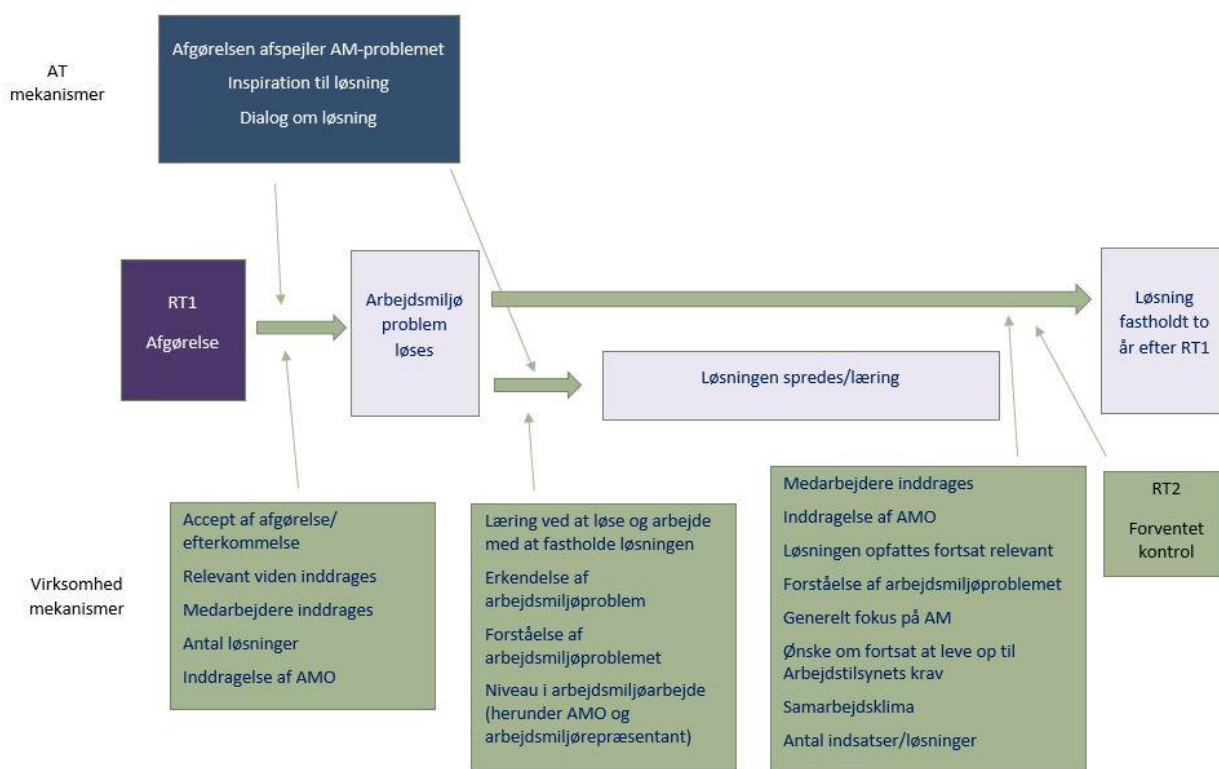 AT
mekanismer
Afgørelsen afspejler AM-problemet
Inspiration til løsning
Dialog om løsning
RT1
Afgørelse
Arbejdsmiljø
problem
løses
Løsningen spredes/læring
Løsning
fastholdt to
år efter RT1
Virksomhed
mekanismer
Accept af afgørelse/
efterkommelse
Relevant viden inddrages
Medarbejdere inddrages
Antal løsninger
Inddragelse af AMO
Læring ved at løse og arbejde
med at fastholde løsningen
Erkendelse af
arbejdsmiljøproblem
Forståelse af
arbejdsmiljøproblemet
Niveau i arbejdsmiljøarbejde
(herunder AMO og
arbejdsmiljørepræsentant)
Medarbejdere inddrages
Inddragelse af AMO
Løsningen opfattes fortsat relevant
Forståelse af arbejdsmiljøproblemet
Generelt fokus på AM
Ønske om fortsat at leve op til
Arbejdstilsynets krav
Samarbejdsklima
Antal indsatser/løsninger
RT2
Forventet
kontrol